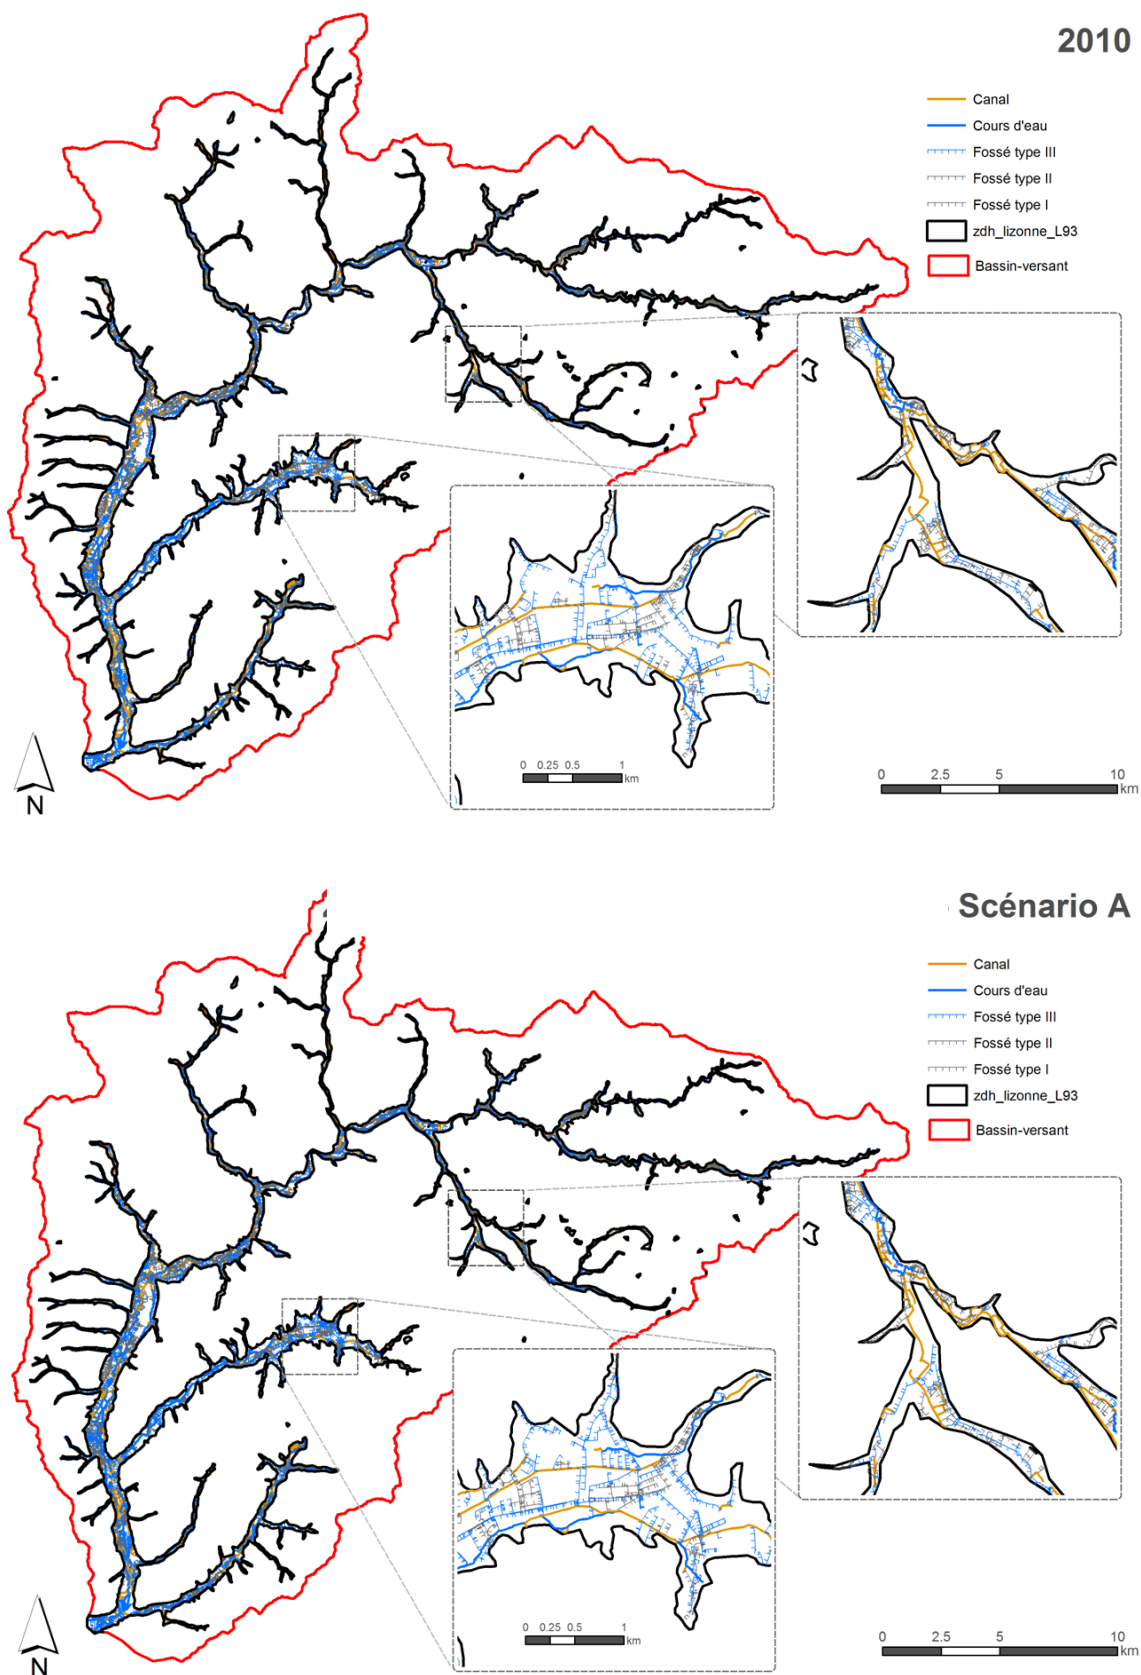 2010
Canal
Cours d'eau
Fossé type III
Fossé type II
Fossé type I
zdh_lizonne_L93
Bassin-versant
0 0.25 0.5 1
km
0 2.5 5 10
km
N
Scénario A
Canal
Cours d'eau
Fossé type III
Fossé type II
Fossé type I
zdh_lizonne_L93
Bassin-versant
0 0.25 0.5 1
km
0 2.5 5 10
km
N